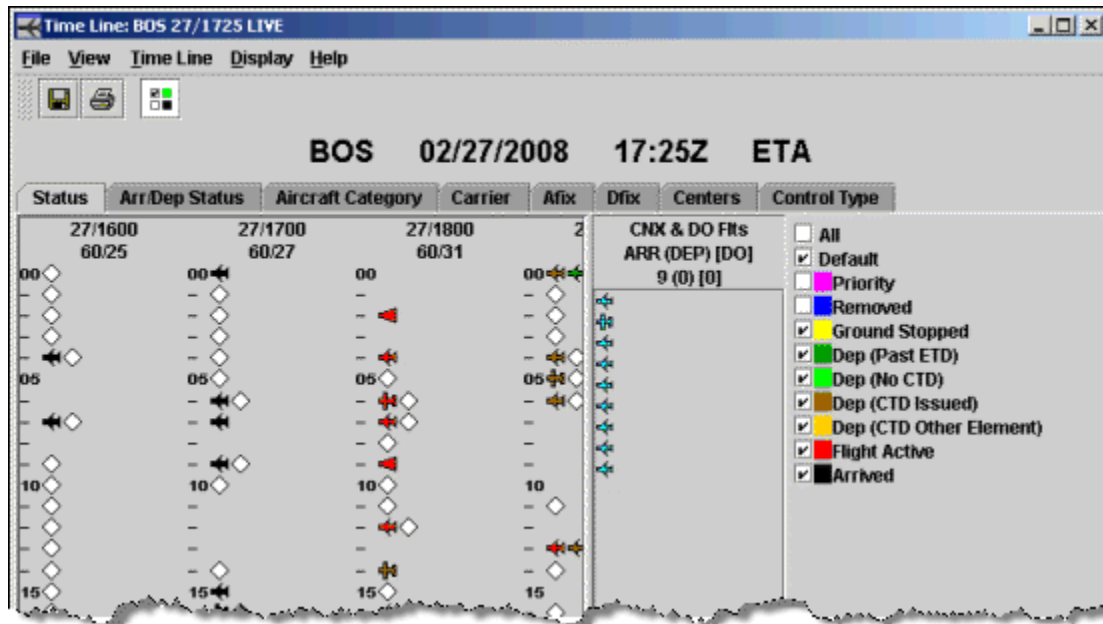 Time Line: BOS 27/1725 LIVE
File View Time Line Display Help
BOS 02/27/2008 17:25Z ETA
Status Arr/Dep Status Aircraft Category Carrier Afix Dfix Centers Control Type
27/1600 27/1700 27/1800 2
60/25 60/27 60/31
00 00 00 00
05 05 05 05
10 10 10 10
15 15 15 15
CNX & DO Flts
ARR (DEP) [DO]
9 (0) [0]
All
Default
Priority
Removed
Ground Stopped
Dep (Past ETD)
Dep (No CTD)
Dep (CTD Issued)
Dep (CTD Other Element)
Flight Active
Arrived